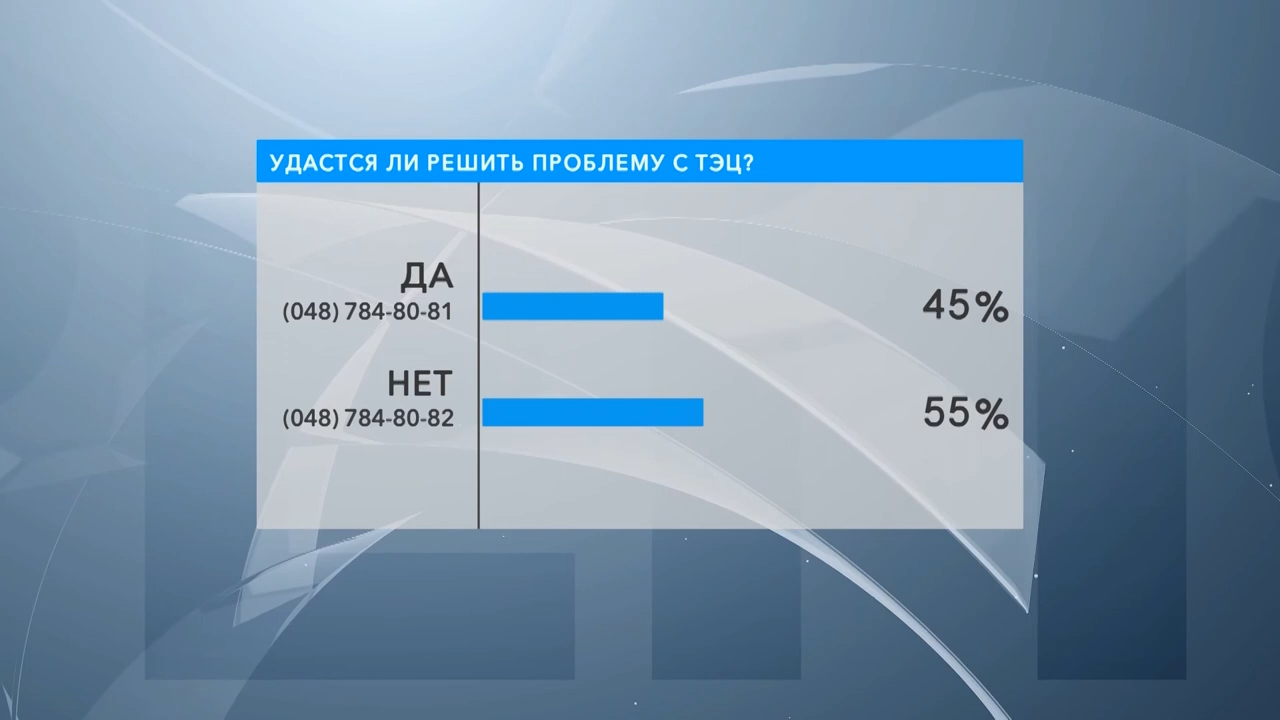 УДАСТСЯ ЛИ РЕШИТЬ ПРОБЛЕМУ С ТЭЦ?
ДА
(048) 784-80-81
45%
НЕТ
(048) 784-80-82
55%